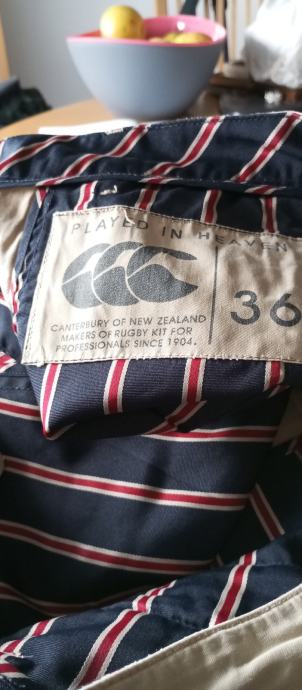 PLAYED IN HEAVEN
36
CANTERBURY OF NEW ZEALAND
MAKERS OF RUGBY KIT FOR
PROFESSIONALS SINCE 1904.